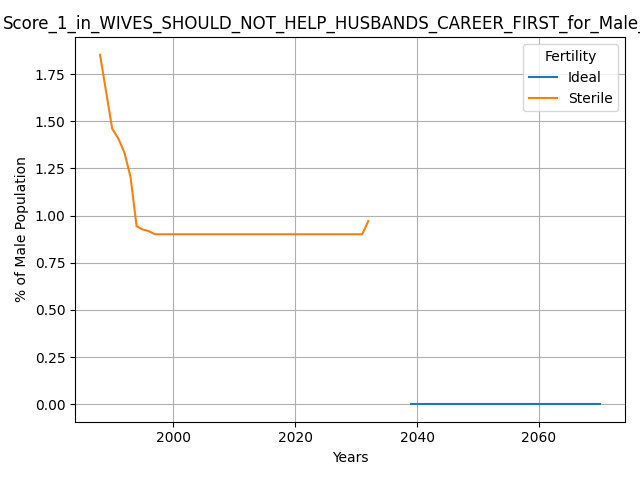 Score_1_in_WIVES_SHOULD_NOT_HELP_HUSBANDS_CAREER_FIRST_for_Male_
Fertility
Ideal
Sterile
% of Male Population
1.75
1.50
1.25
1.00
0.75
0.50
0.25
0.00
2000 2020 2040 2060
Years